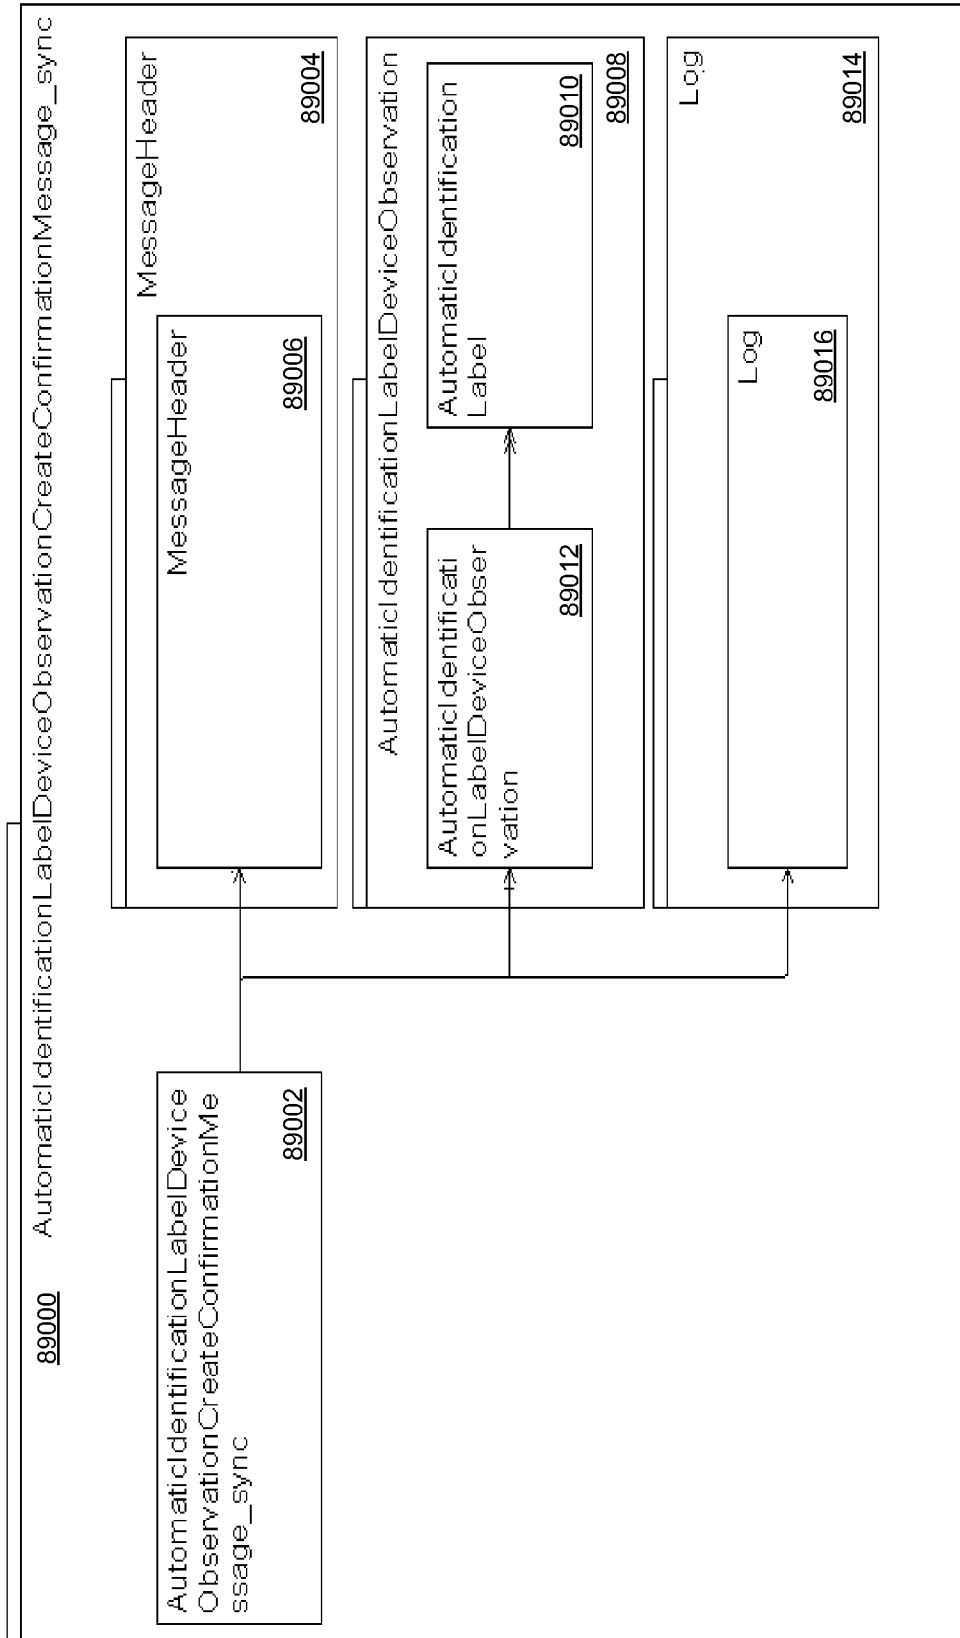 89000 AutomaticIdentificationLabelDeviceObservationCreateConfirmationMessage_sync
AutomaticIdentificationLabelDevice
ObservationCreateConfirmationMe
ssage_sync
89002
MessageHeader
89004
MessageHeader
89006
AutomaticIdentificationLabelDeviceObservation
89008
AutomaticIdentificati
onLabelDeviceObser
vation
89012
AutomaticIdentification
Label
89010
Log
89014
Log
89016